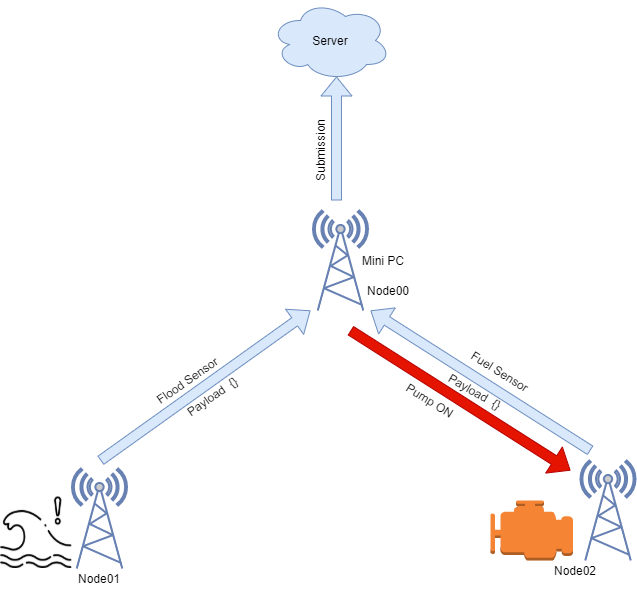 Server
Submission
Mini PC
Node00
Flood Sensor
Payload {}
Fuel Sensor
Payload {}
Pump ON
Node01
Node02